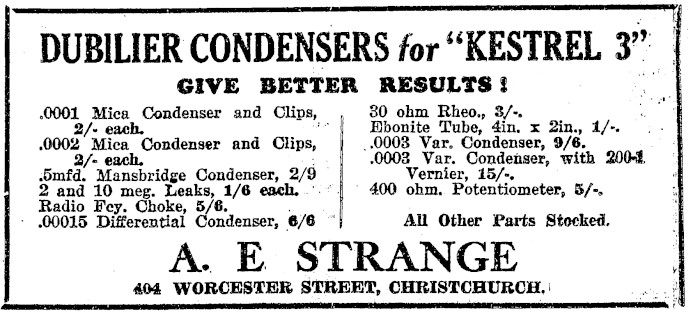 DUBILIER CONDENSERS for "KESTREL 3"
GIVE BETTER RESULTS!
.0001 Mica Condenser and Clips,
2/- each.
.0002 Mica Condenser and Clips,
2/- each.
.5mfd. Mansbridge Condenser, 2/9
2 and 10 meg. Leaks, 1/6 each.
Radio Fcy. Choke, 5/6.
.00015 Differential Condenser, 6/6
30 ohm Rheo., 3/-.
Ebonite Tube, 4in. x 2in., 1/-.
.0003 Var. Condenser, 9/6.
.0003 Var. Condenser, with 200-1
Vernier, 15/-.
400 ohm. Potentiometer, 5/-.
All Other Parts Stocked.
A. E STRANGE
404 WORCESTER STREET, CHRISTCHURCH.